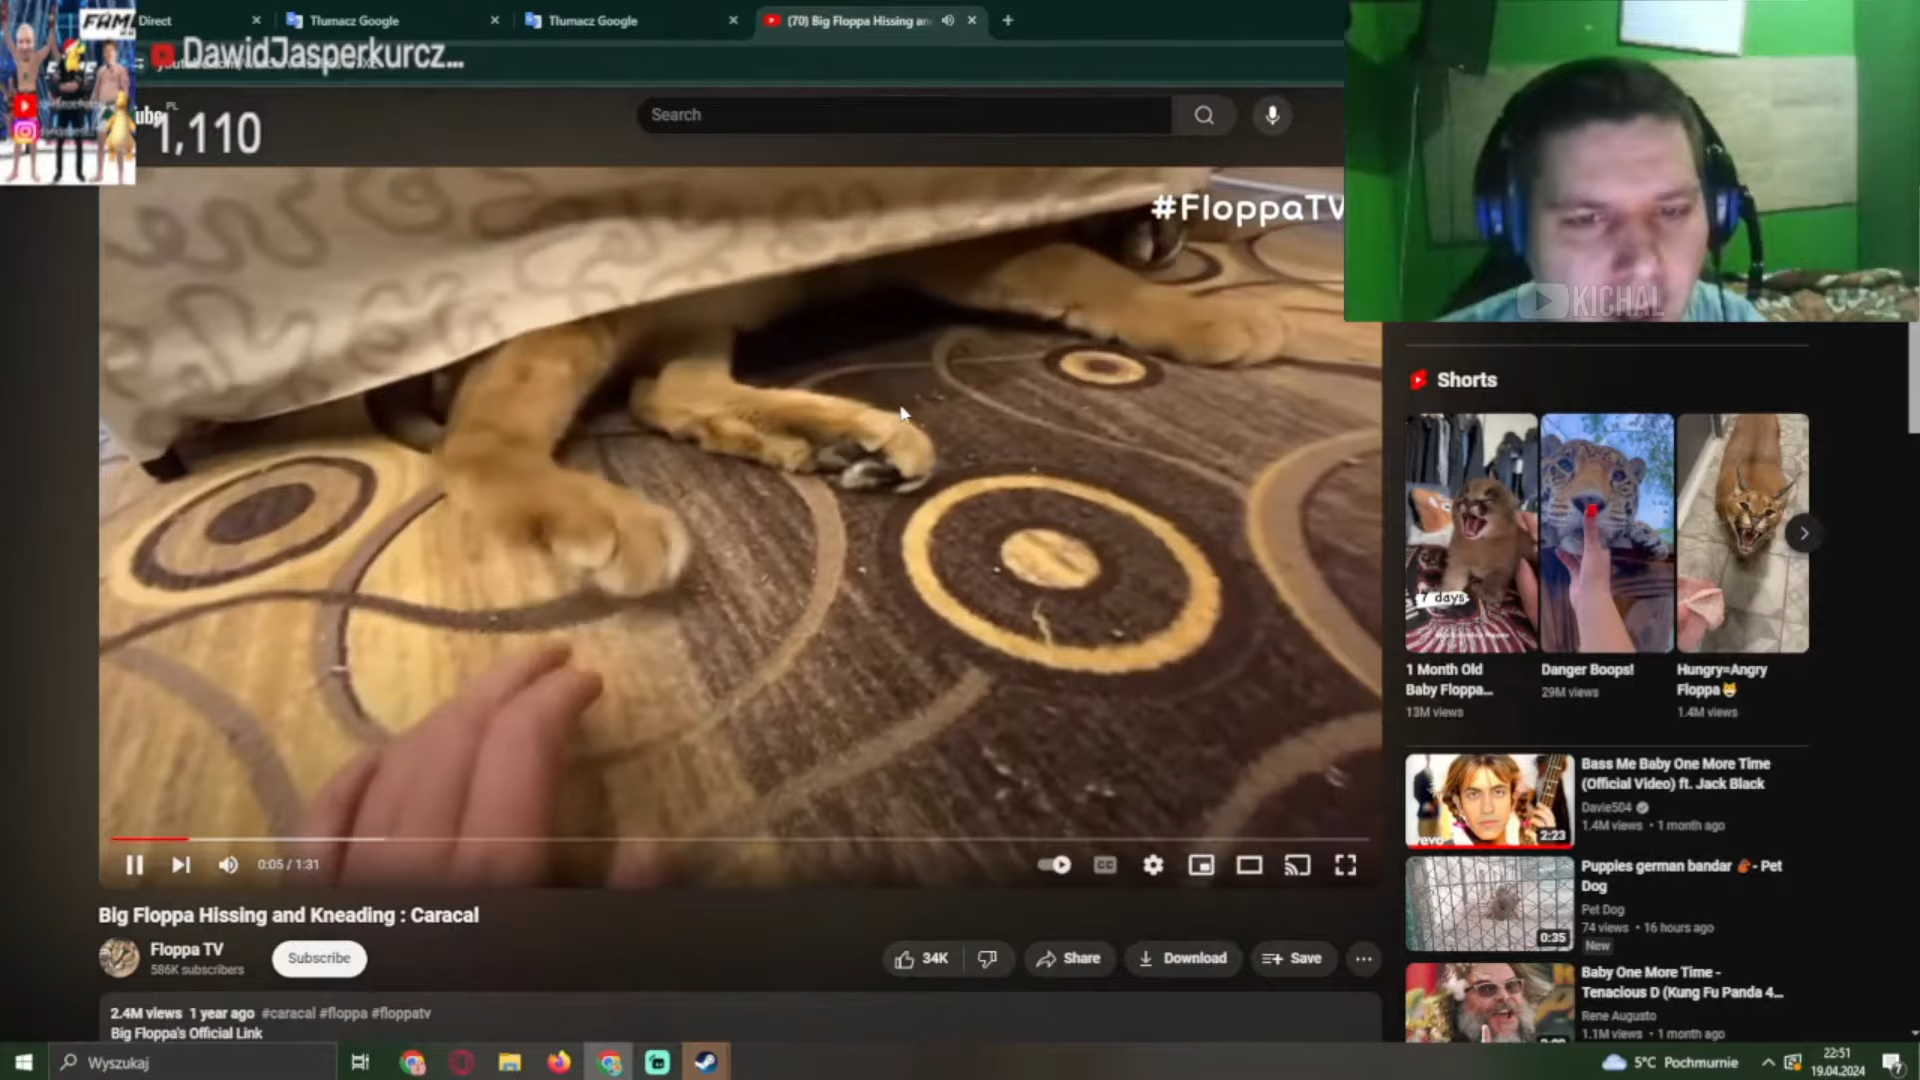 FAME
Direct
Tłumacz Google
Tłumacz Google
(70) Big Floppa Hissing an
DawidJasperkurcz...
PL
1,110
Search
#FloppaTV
KICHAL
Shorts
7 days
1 Month Old
Baby Floppa...
13M views
Danger Boops!
29M views
Hungry=Angry
Floppa😼
1.4M views
Bass Me Baby One More Time
(Official Video) ft. Jack Black
Davie504
1.4M views • 1 month ago
vevo
2:23
Puppies german bandar 🐒- Pet
Dog
Pet Dog
74 views • 16 hours ago
New
0:35
Baby One More Time -
Tenacious D (Kung Fu Panda 4...
Rene Augusto
1.1M views • 1 month ago
0:05 / 1:31
CC
Big Floppa Hissing and Kneading : Caracal
Floppa TV
586K subscribers
Subscribe
34K
Share
Download
Save
2.4M views 1 year ago #caracal #floppa #floppatv
Big Floppa's Official Link
Wyszukaj
5°C Pochmurnie
22:51
19.04.2024
7